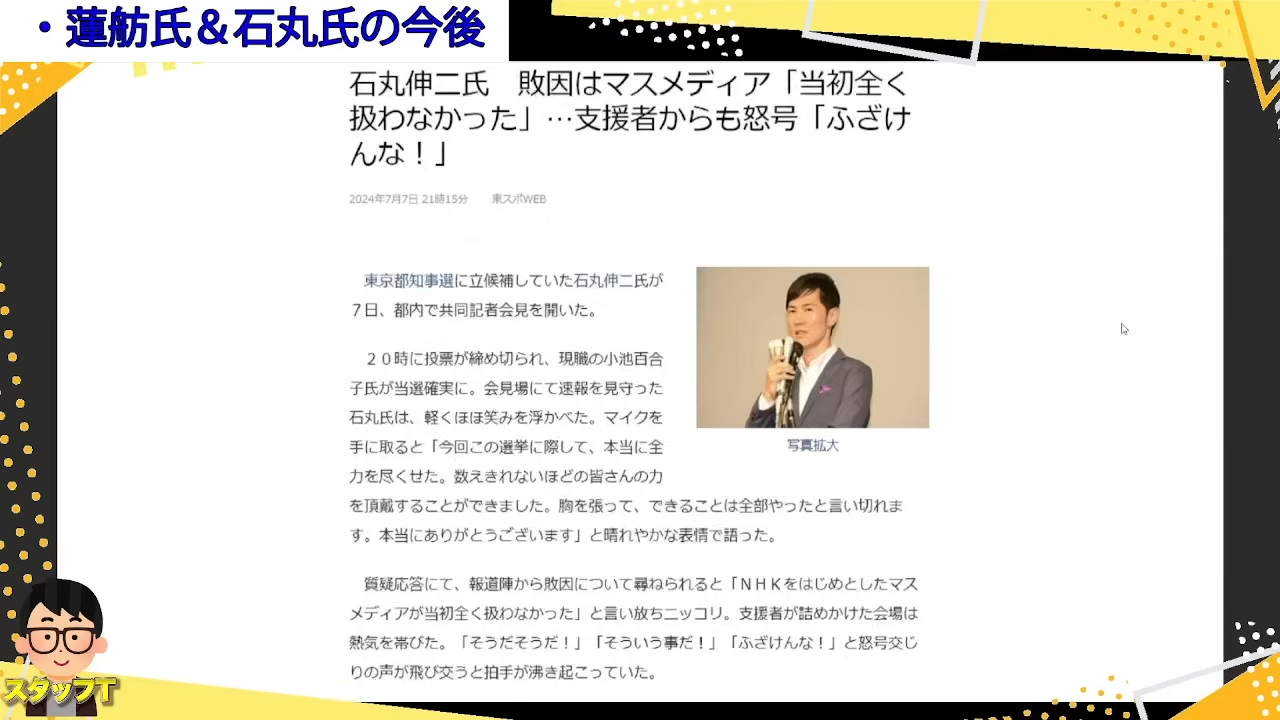 ・蓮舫氏＆石丸氏の今後
石丸伸二氏　敗因はマスメディア「当初全く
扱わなかった」…支援者からも怒号「ふざけ
んな！」
2024年7月7日 21時15分　東スポWEB
東京都知事選に立候補していた石丸伸二氏が
７日、都内で共同記者会見を開いた。
２０時に投票が締め切られ、現職の小池百合
子氏が当選確実に。会見場にて速報を見守った
石丸氏は、軽くほほ笑みを浮かべた。マイクを
手に取ると「今回この選挙に際して、本当に全
力を尽くせた。数えきれないほどの皆さんの力
を頂戴することができました。胸を張って、できることは全部やったと言い切れま
す。本当にありがとうございます」と晴れやかな表情で語った。
写真拡大
質疑応答にて、報道陣から敗因について尋ねられると「ＮＨＫをはじめとしたマス
メディアが当初全く扱わなかった」と言い放ちニッコリ。支援者が詰めかけた会場は
熱気を帯びた。「そうだそうだ！」「そういう事だ！」「ふざけんな！」と怒号交じ
りの声が飛び交うと拍手が沸き起こっていた。
スタッフT